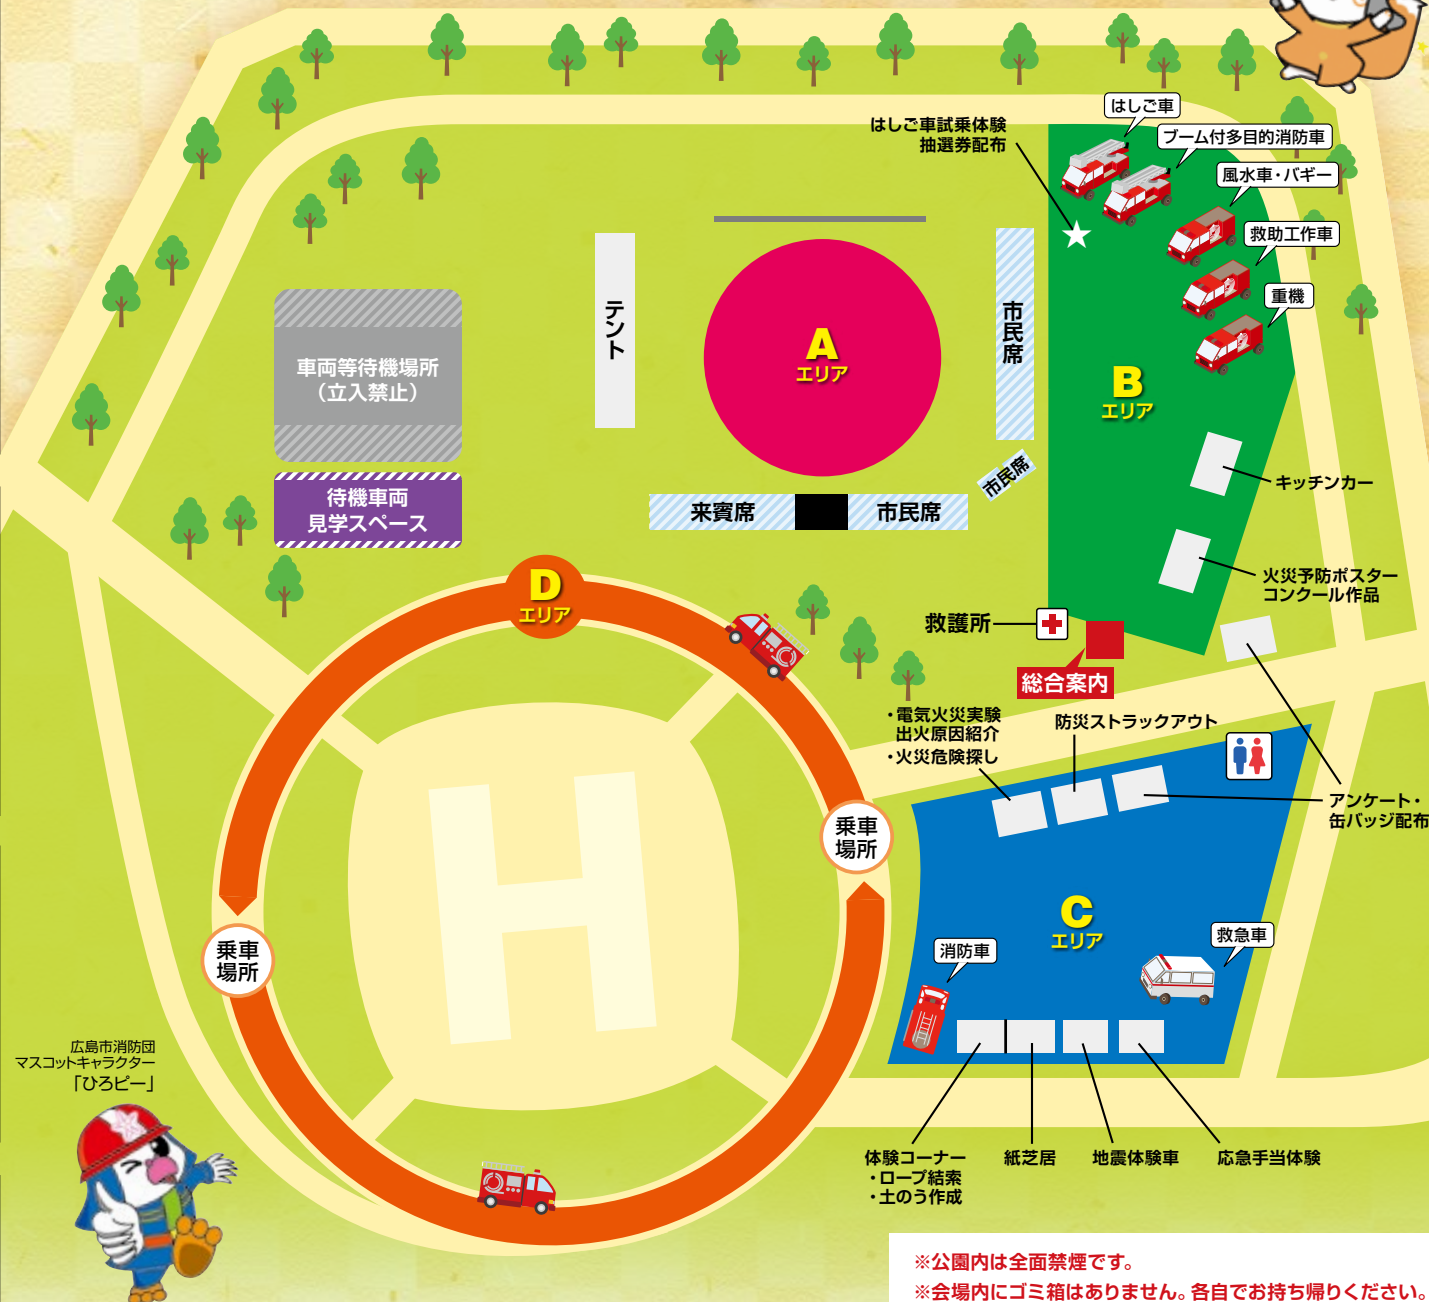 はしご車
ブーム付多目的消防車
風水車・バギー
救助工作車
重機
はしご車試乗体験
抽選券配布
テント
A
エリア
市民席
B
エリア
車両等待機場所
（立入禁止）
待機車両
見学スペース
市民席
来賓席
市民席
キッチンカー
火災予防ポスター
コンクール作品
D
エリア
救護所
総合案内
・電気火災実験
出火原因紹介
・火災危険探し
防災ストラックアウト
アンケート・
缶バッジ配布
乗車
場所
H
C
エリア
消防車
救急車
乗車
場所
体験コーナー
・ロープ結索
・土のう作成
紙芝居
地震体験車
応急手当体験
広島市消防団
マスコットキャラクター
「ひろピー」
※公園内は全面禁煙です。
※会場内にゴミ箱はありません。各自でお持ち帰りください。